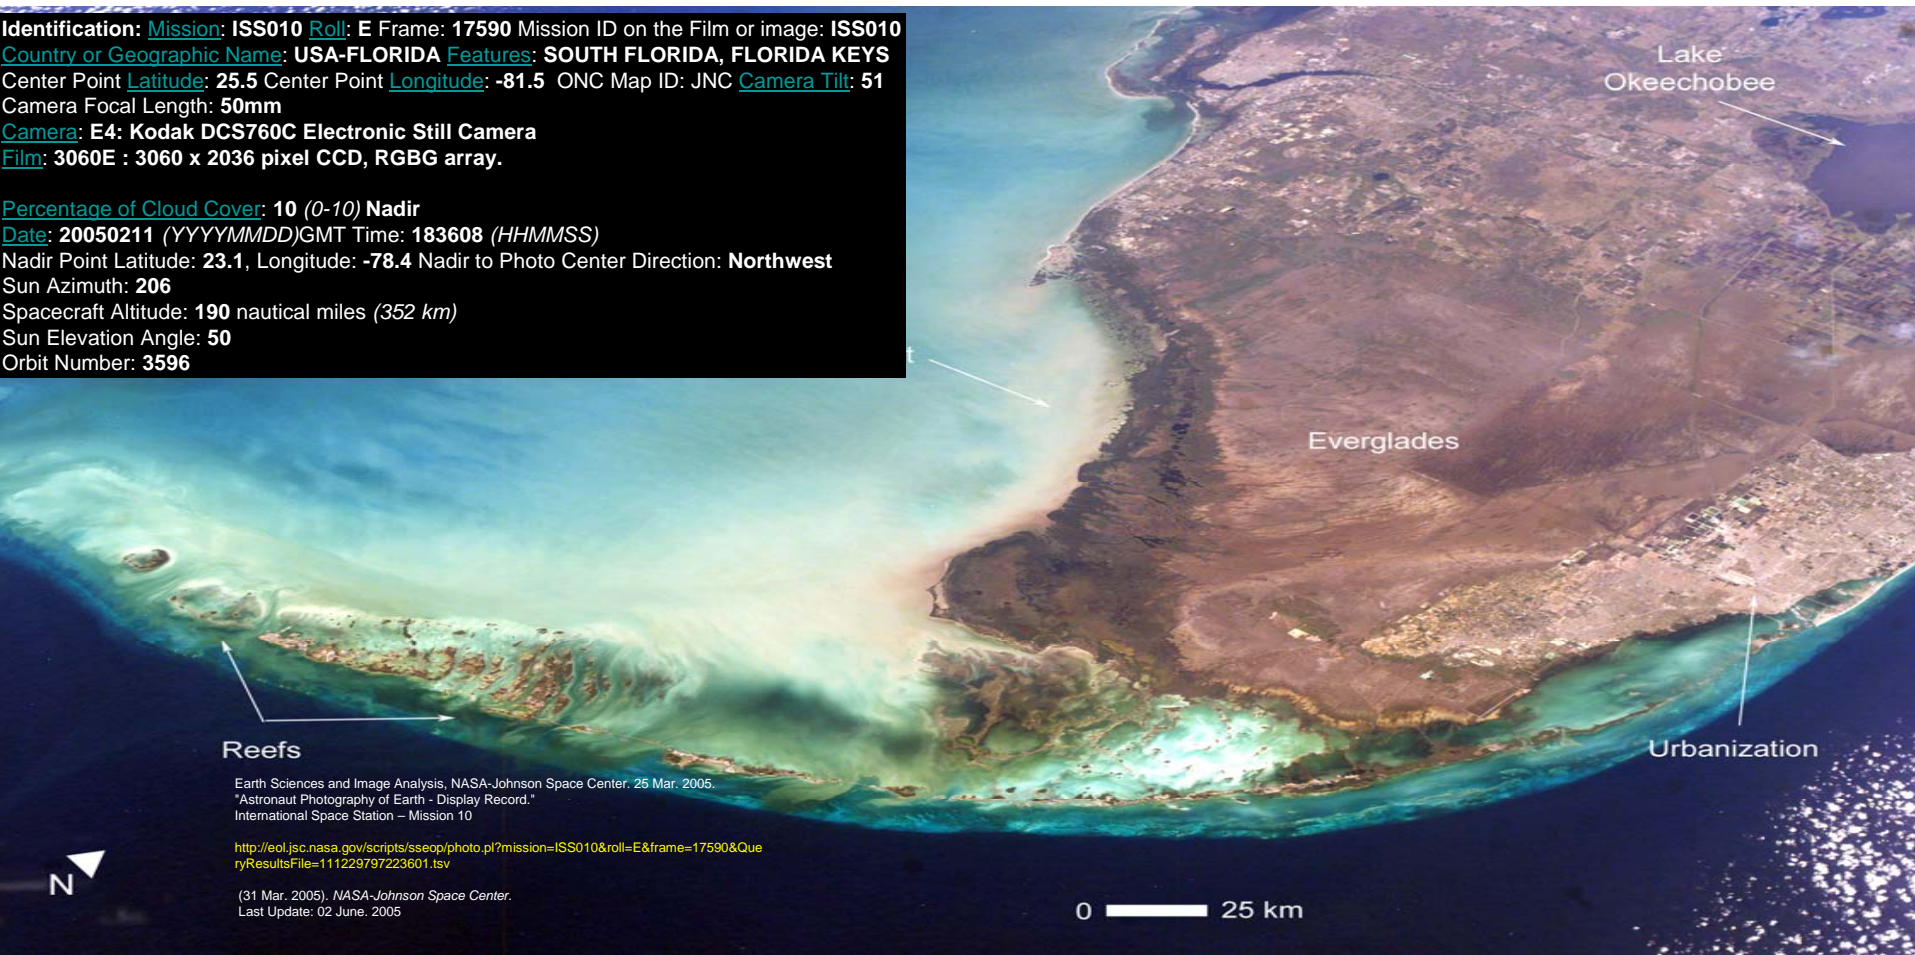 Identification: Mission: ISS010 Roll: E Frame: 17590 Mission ID on the Film or image: ISS010
Country or Geographic Name: USA-FLORIDA Features: SOUTH FLORIDA, FLORIDA KEYS
Center Point Latitude: 25.5 Center Point Longitude: -81.5 ONC Map ID: JNC Camera Tilt: 51
Camera Focal Length: 50mm
Camera: E4: Kodak DCS760C Electronic Still Camera
Film: 3060E : 3060 x 2036 pixel CCD, RGBG array.
Percentage of Cloud Cover: 10 (0-10) Nadir
Date: 20050211 (YYYYMMDD)GMT Time: 183608 (HHMMSS)
Nadir Point Latitude: 23.1, Longitude: -78.4 Nadir to Photo Center Direction: Northwest
Sun Azimuth: 206
Spacecraft Altitude: 190 nautical miles (352 km)
Sun Elevation Angle: 50
Orbit Number: 3596
Lake
Okeechobee
Everglades
Reefs
Urbanization
Earth Sciences and Image Analysis, NASA-Johnson Space Center. 25 Mar. 2005.
"Astronaut Photography of Earth - Display Record."
International Space Station – Mission 10
http://eol.jsc.nasa.gov/scripts/sseop/photo.pl?mission=ISS010&roll=E&frame=17590&Que
ryResultsFile=111229797223601.tsv
(31 Mar. 2005). NASA-Johnson Space Center.
Last Update: 02 June. 2005
N
0 25 km